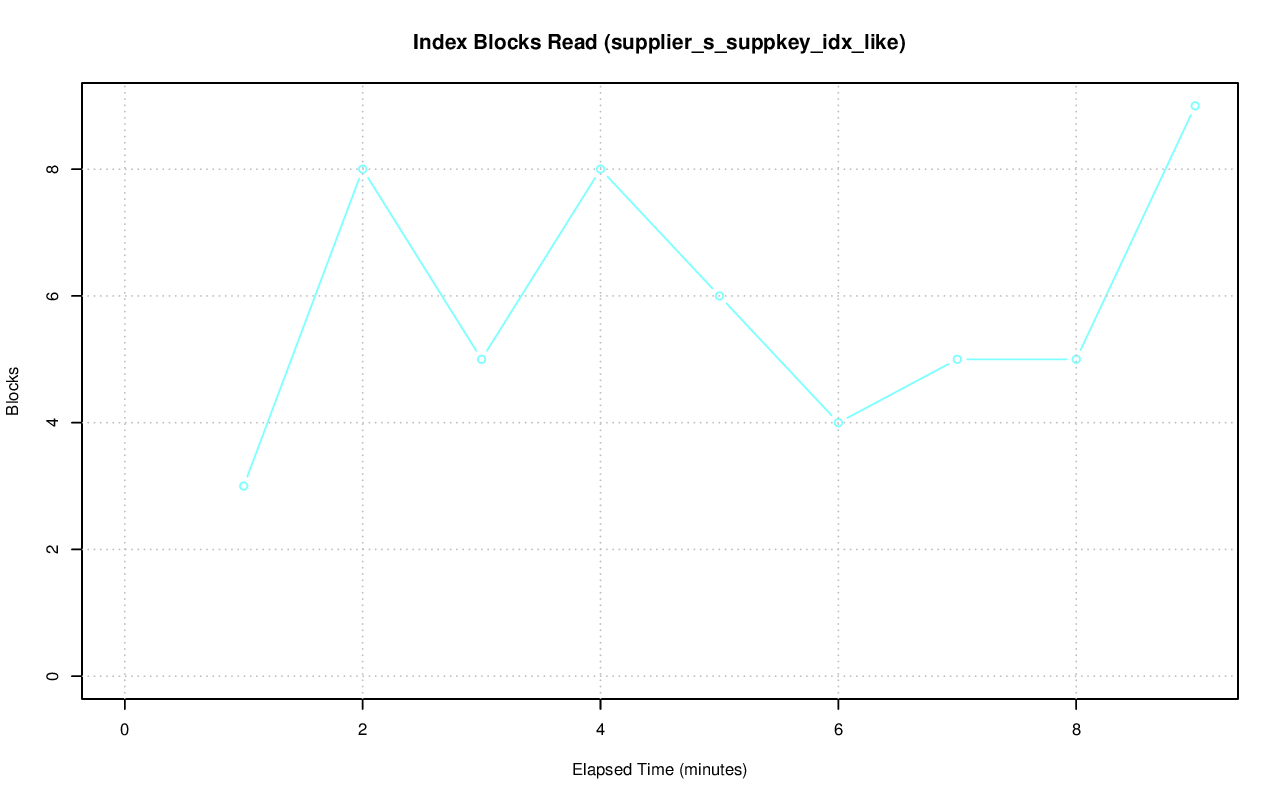 Index Blocks Read (supplier_s_suppkey_idx_like)
Blocks
8
6
4
2
0
0 2 4 6 8
Elapsed Time (minutes)